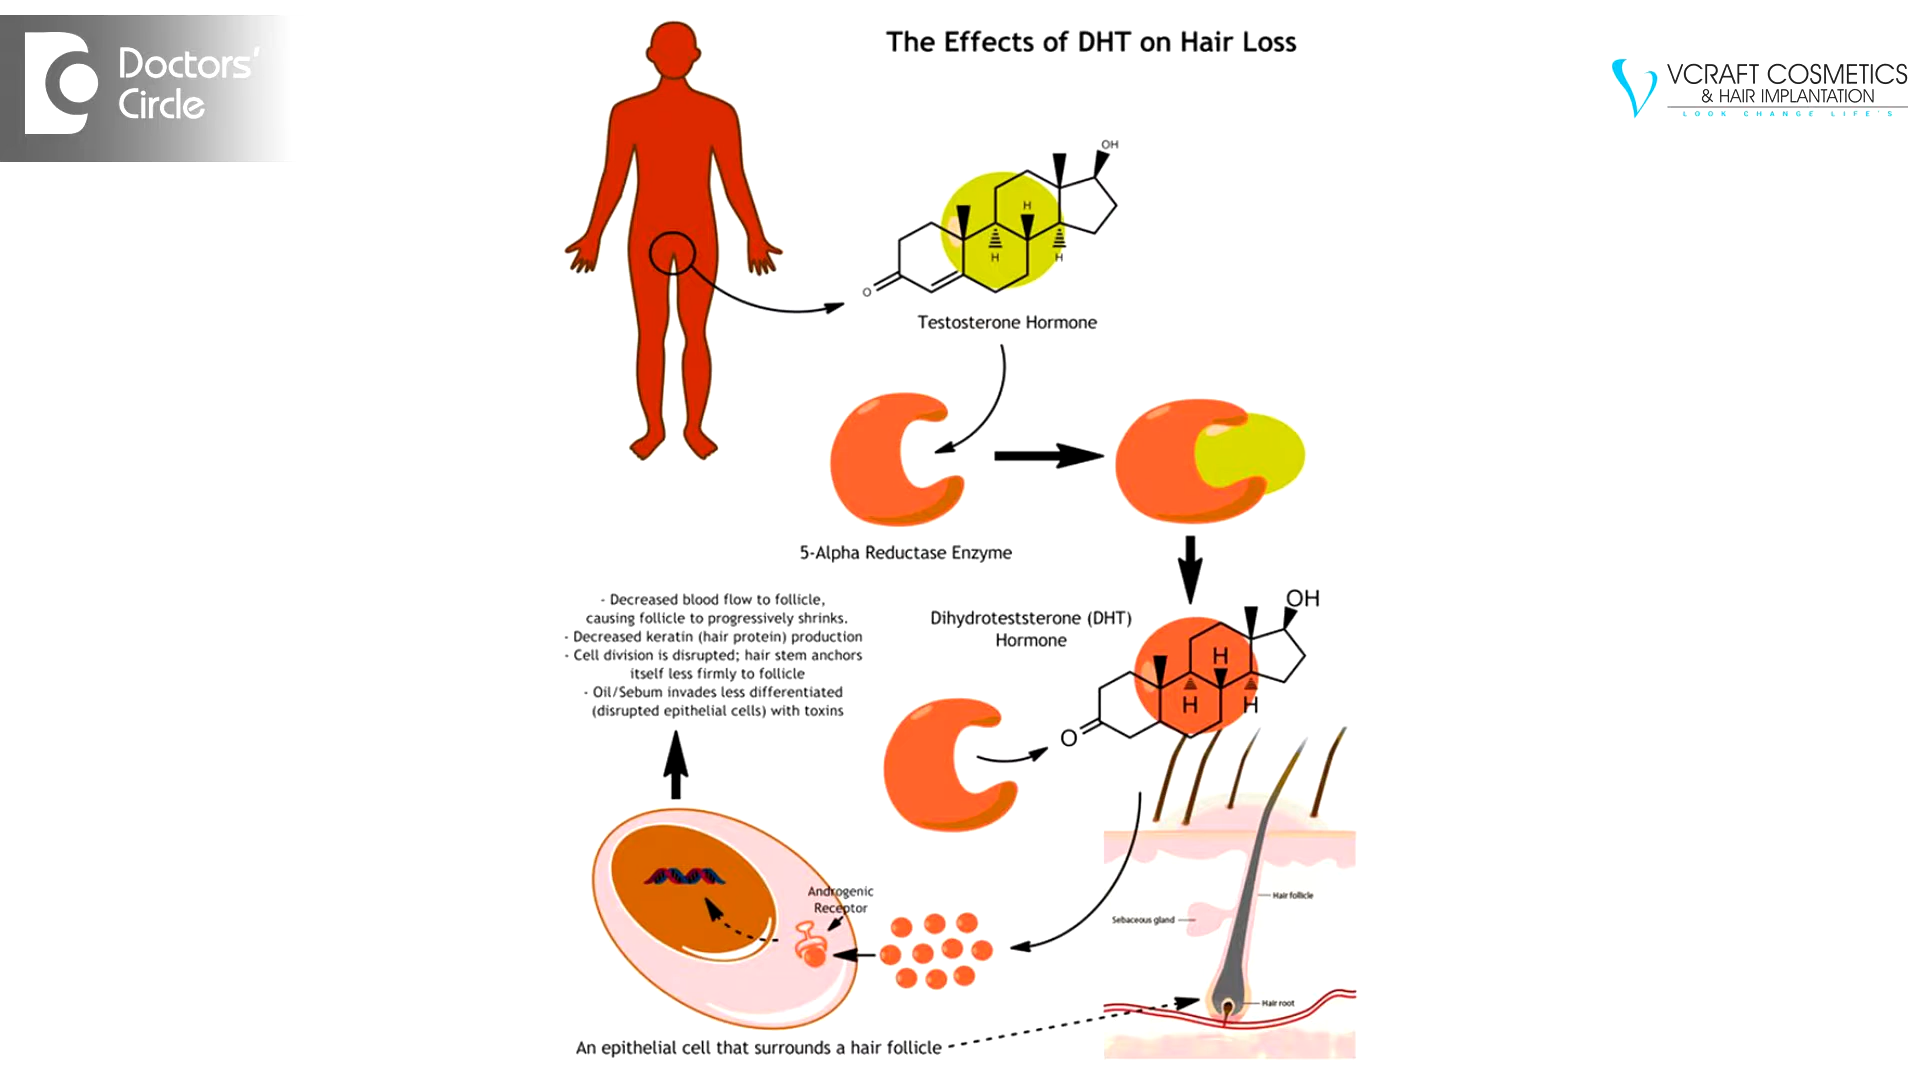 Doctors'
Circle
The Effects of DHT on Hair Loss
VCRAFT COSMETICS
& HAIR IMPLANTATION
LOOK CHANGE LIFE'S
OH
H
H
H
O
Testosterone Hormone
5-Alpha Reductase Enzyme
- Decreased blood flow to follicle,
causing follicle to progressively shrinks.
- Decreased keratin (hair protein) production
- Cell division is disrupted; hair stem anchors
itself less firmly to follicle
- Oil/Sebum invades less differentiated
(disrupted epithelial cells) with toxins
Dihydroteststerone (DHT)
Hormone
OH
H
H
H
O
Androgenic
Receptor
Hair follicle
Sebaceous gland
Hair root
An epithelial cell that surrounds a hair follicle